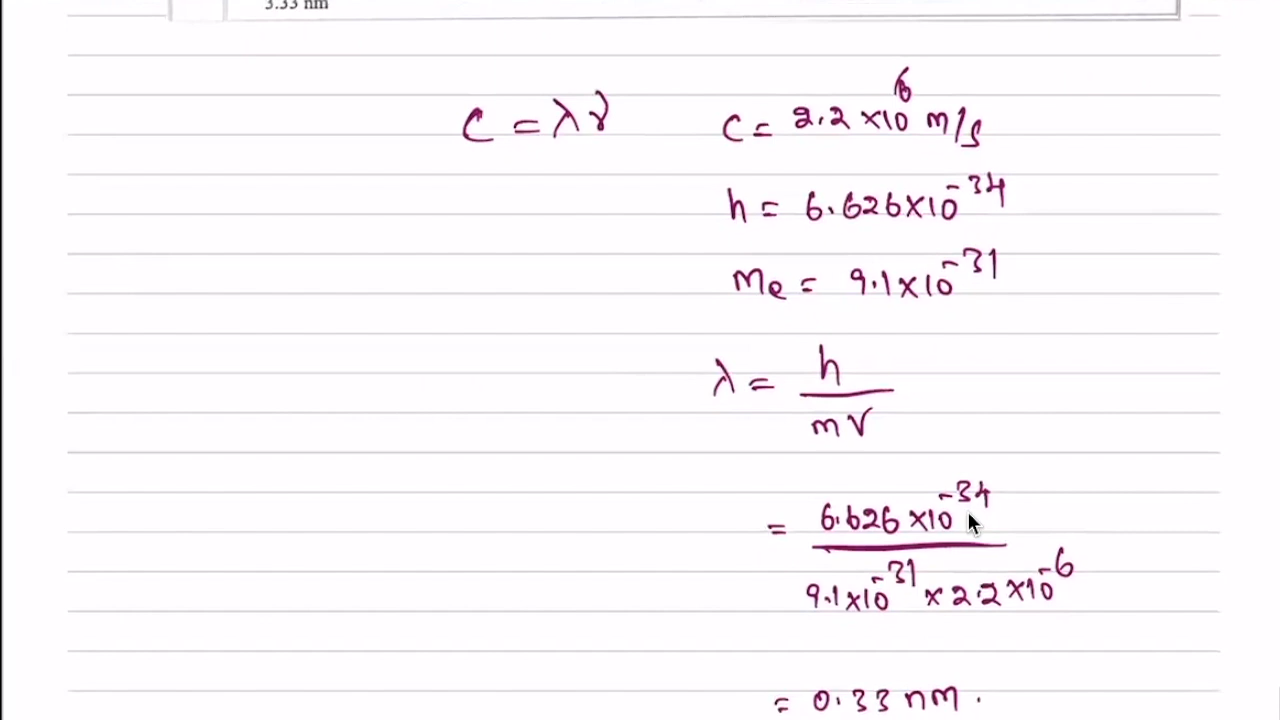 3.33 nm
C = λν C = 2.2 ×10⁶ m/s
h = 6.626×10⁻³⁴
me = 9.1×10⁻³¹
λ = h / mv
= 6.626 ×10⁻³⁴ / 9.1×10⁻³¹ × 2.2×10⁻⁶
= 0.33 nm.